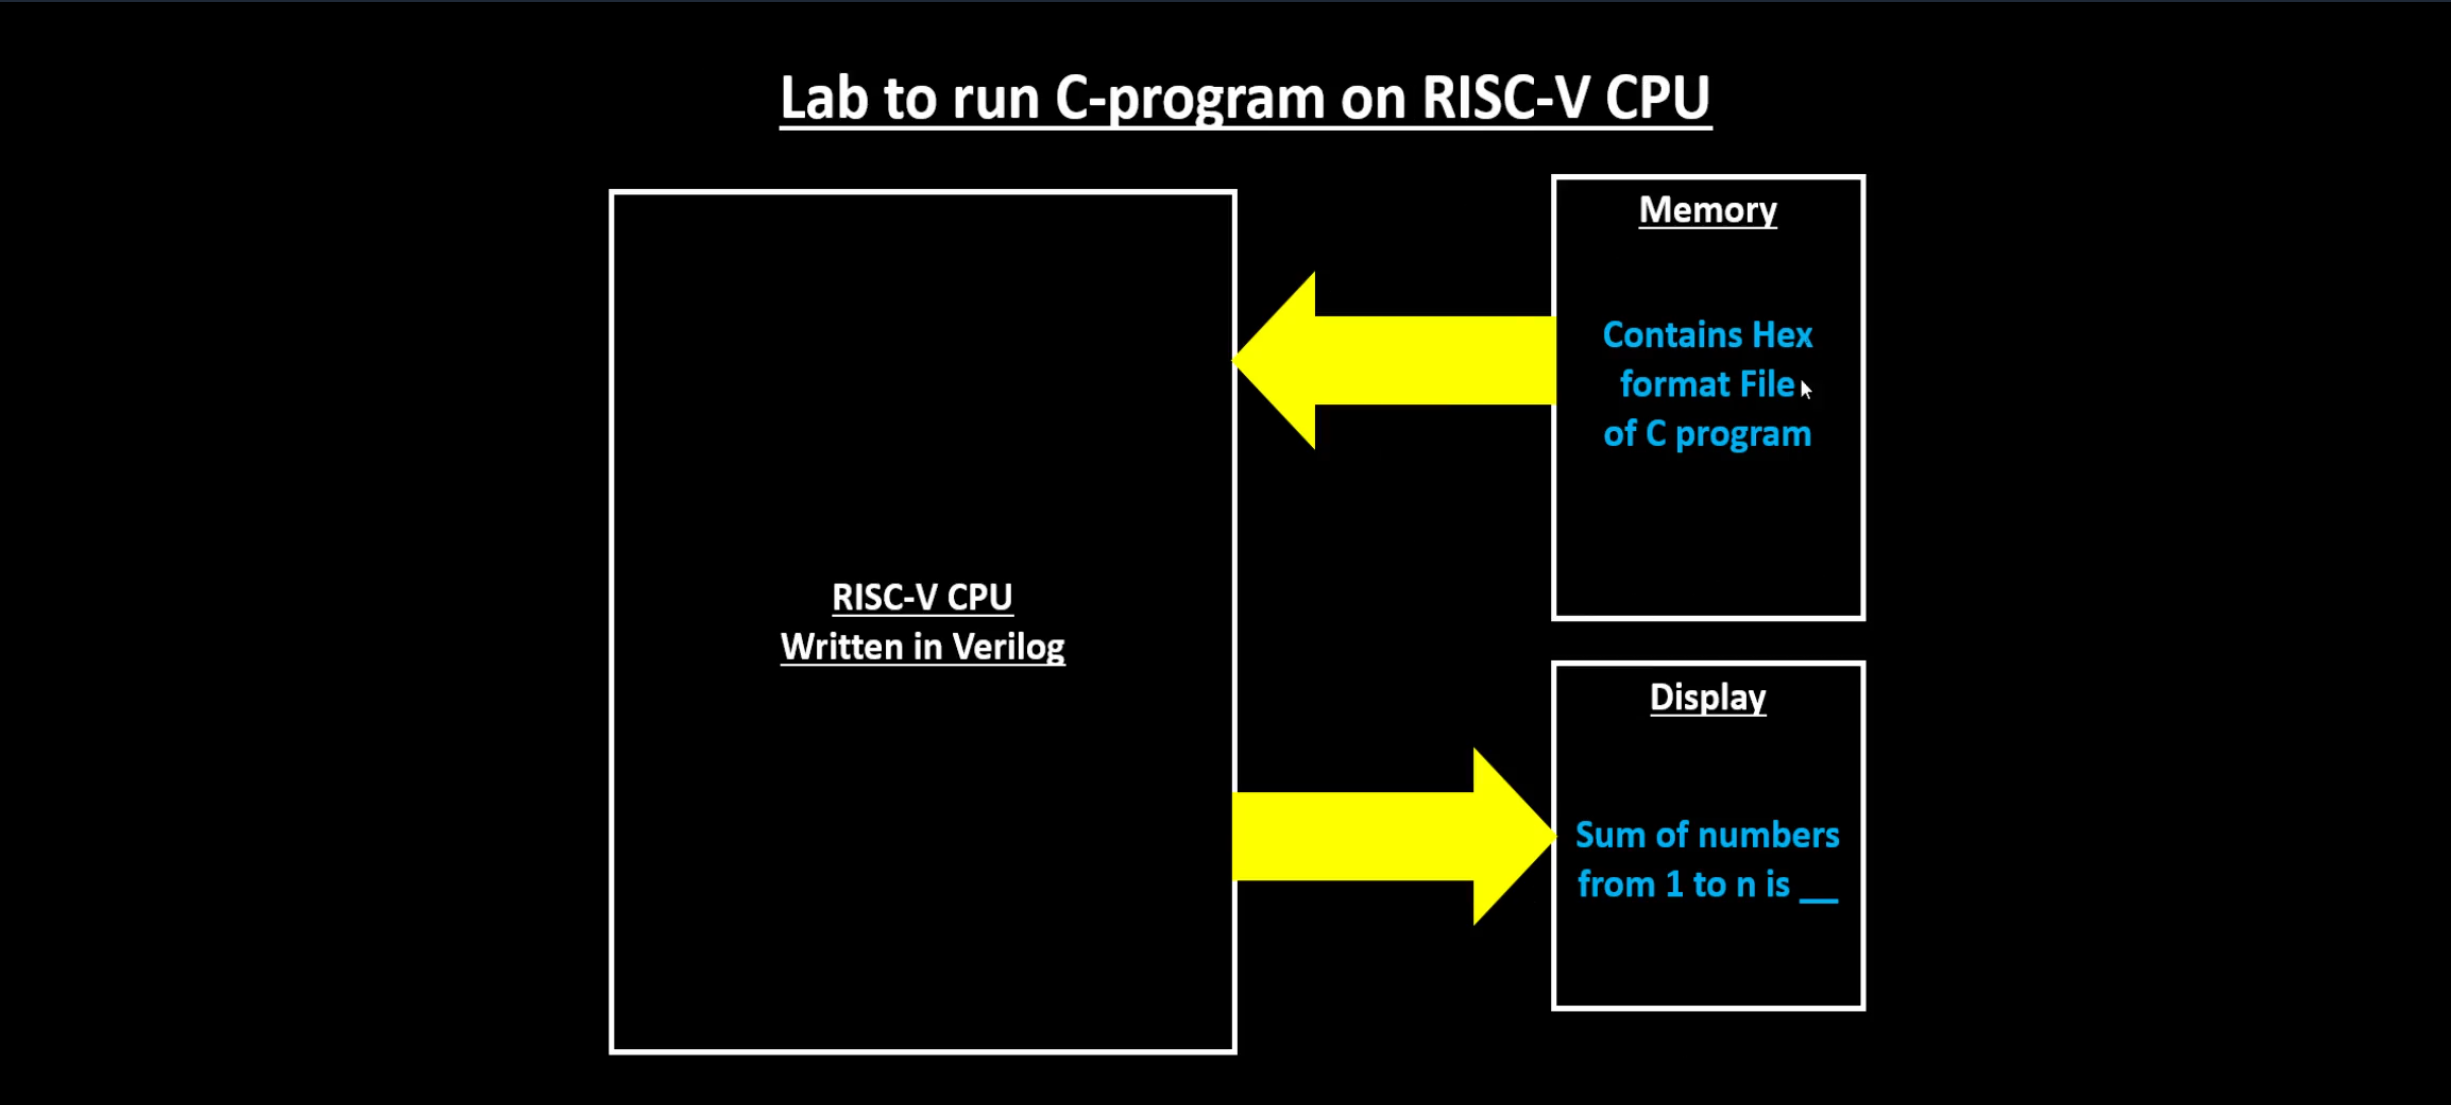 Lab to run C-program on RISC-V CPU
RISC-V CPU
Written in Verilog
Memory
Contains Hex
format File
of C program
Display
Sum of numbers
from 1 to n is __